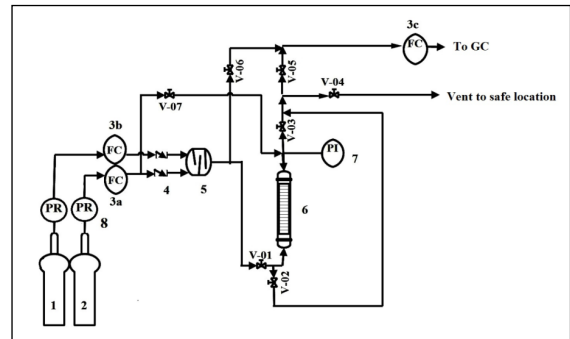 3c
FC
To GC
V-06
V-05
V-04
Vent to safe location
V-07
V-03
3b
FC
PI
7
4
5
FC
3a
6
PR
PR
8
V-01
V-02
1
2